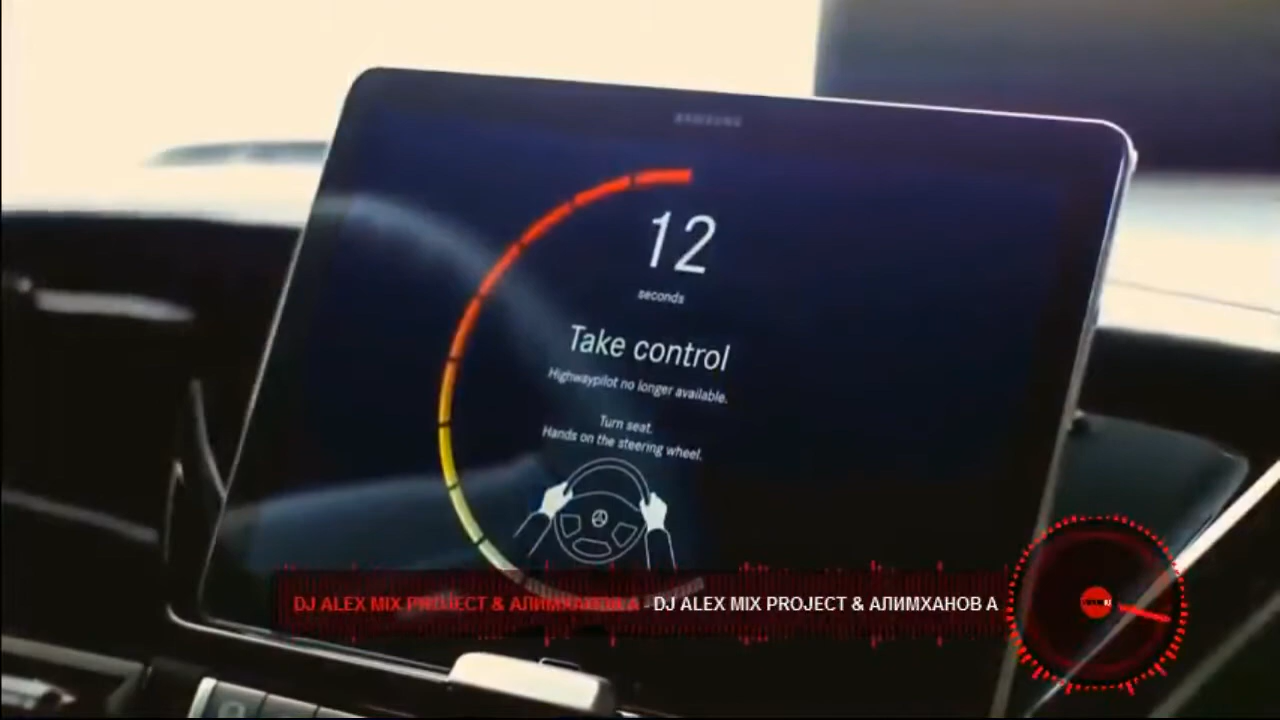 SAMSUNG
12
seconds
Take control
Highwaypilot no longer available.
Turn seat.
Hands on the steering wheel.
DJ ALEX MIX PROJECT & АЛИМХАНОВ А - DJ ALEX MIX PROJECT & АЛИМХАНОВ А